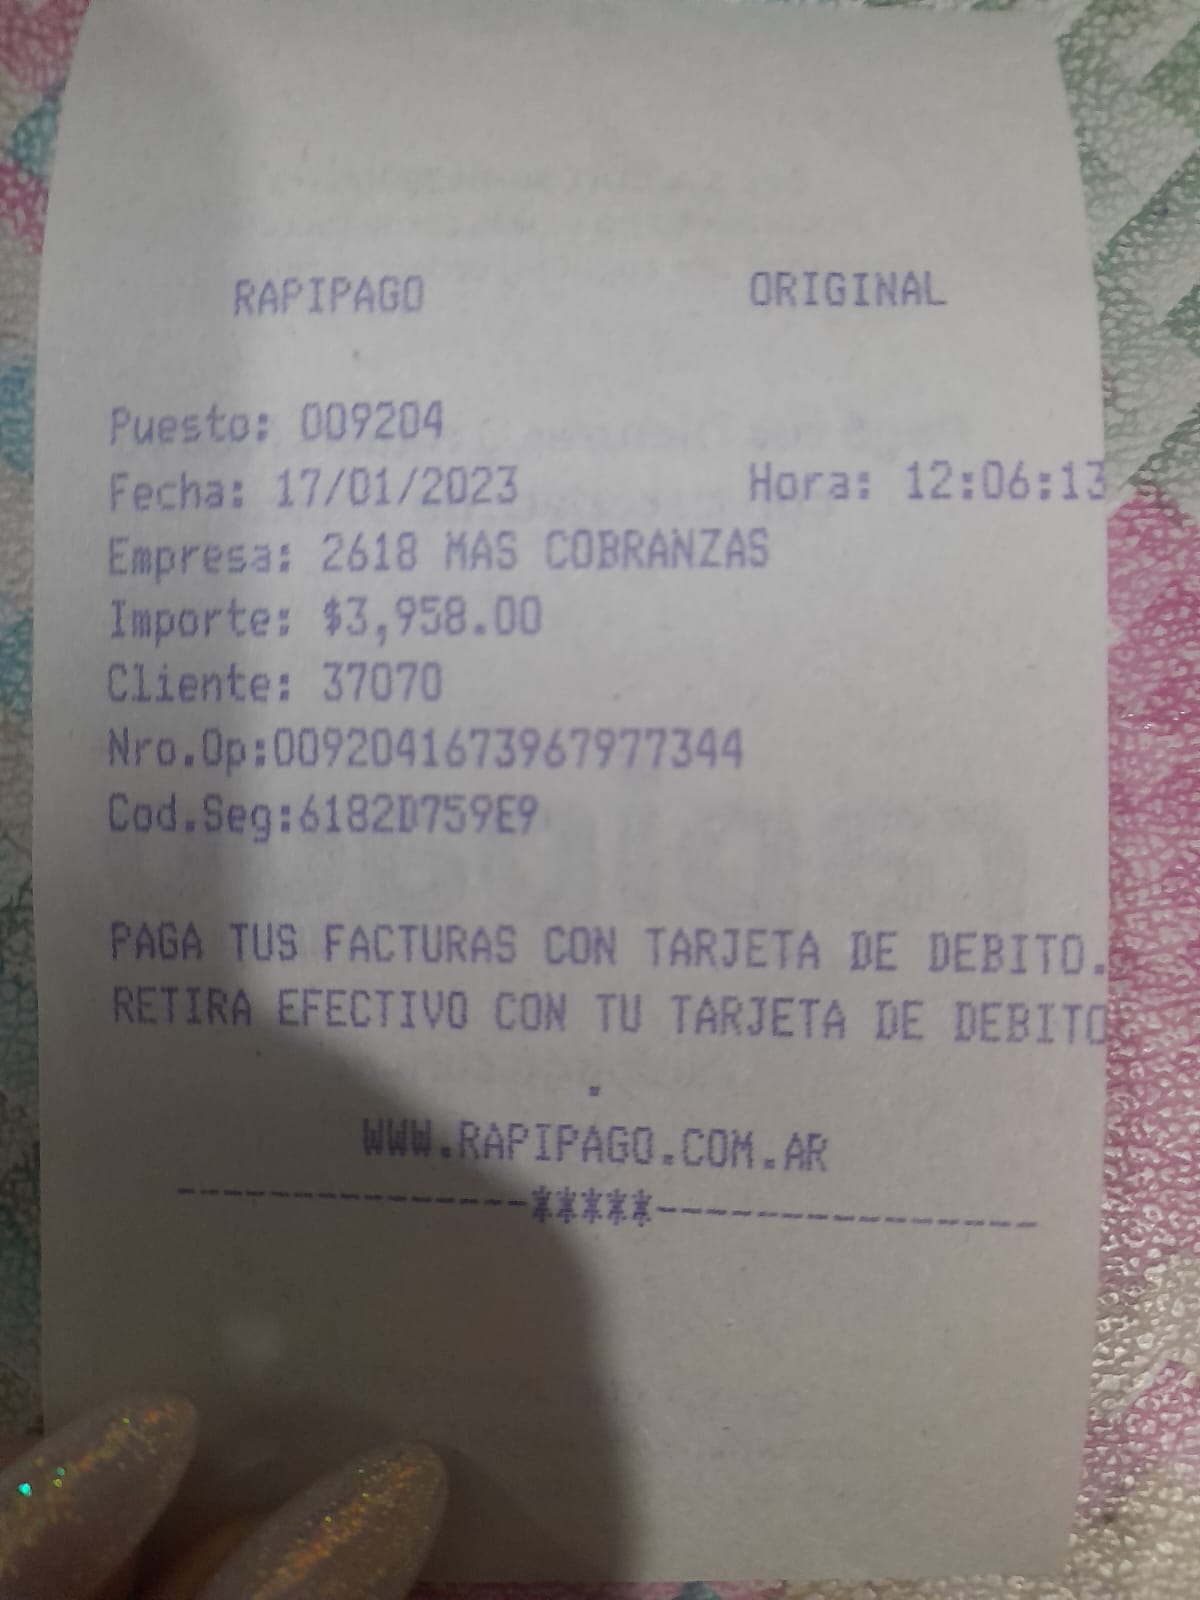 RAPIPAGO ORIGINAL
Puesto: 009204
Fecha: 17/01/2023 Hora: 12:06:13
Empresa: 2618 MAS COBRANZAS
Importe: $3,958.00
Cliente: 37070
Nro.Op:0092041673967977344
Cod.Seg:6182D759E9
PAGA TUS FACTURAS CON TARJETA DE DEBITO.
RETIRA EFECTIVO CON TU TARJETA DE DEBITO
.
WWW.RAPIPAGO.COM.AR
---------------*****----------------